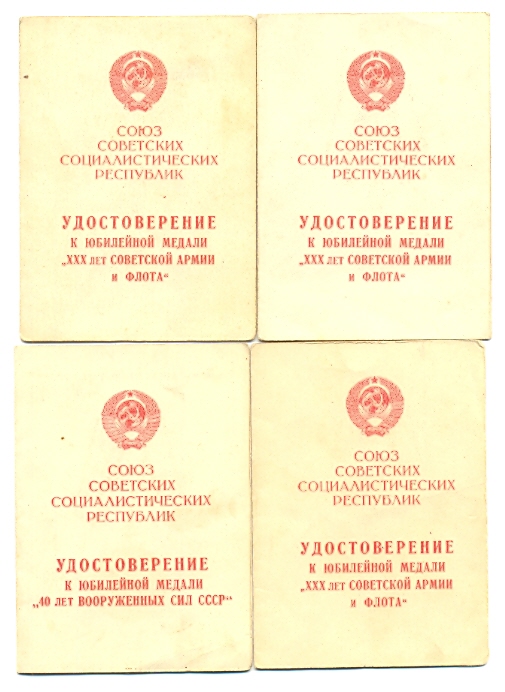 СОЮЗ
СОВЕТСКИХ
СОЦИАЛИСТИЧЕСКИХ
РЕСПУБЛИК
УДОСТОВЕРЕНИЕ
К ЮБИЛЕЙНОЙ МЕДАЛИ
„XXX ЛЕТ СОВЕТСКОЙ АРМИИ
И ФЛОТА“
СОЮЗ
СОВЕТСКИХ
СОЦИАЛИСТИЧЕСКИХ
РЕСПУБЛИК
УДОСТОВЕРЕНИЕ
К ЮБИЛЕЙНОЙ МЕДАЛИ
„XXX ЛЕТ СОВЕТСКОЙ АРМИИ
И ФЛОТА“
СОЮЗ
СОВЕТСКИХ
СОЦИАЛИСТИЧЕСКИХ
РЕСПУБЛИК
УДОСТОВЕРЕНИЕ
К ЮБИЛЕЙНОЙ МЕДАЛИ
„40 ЛЕТ ВООРУЖЕННЫХ СИЛ СССР“
СОЮЗ
СОВЕТСКИХ
СОЦИАЛИСТИЧЕСКИХ
РЕСПУБЛИК
УДОСТОВЕРЕНИЕ
К ЮБИЛЕЙНОЙ МЕДАЛИ
„XXX ЛЕТ СОВЕТСКОЙ АРМИИ
И ФЛОТА“